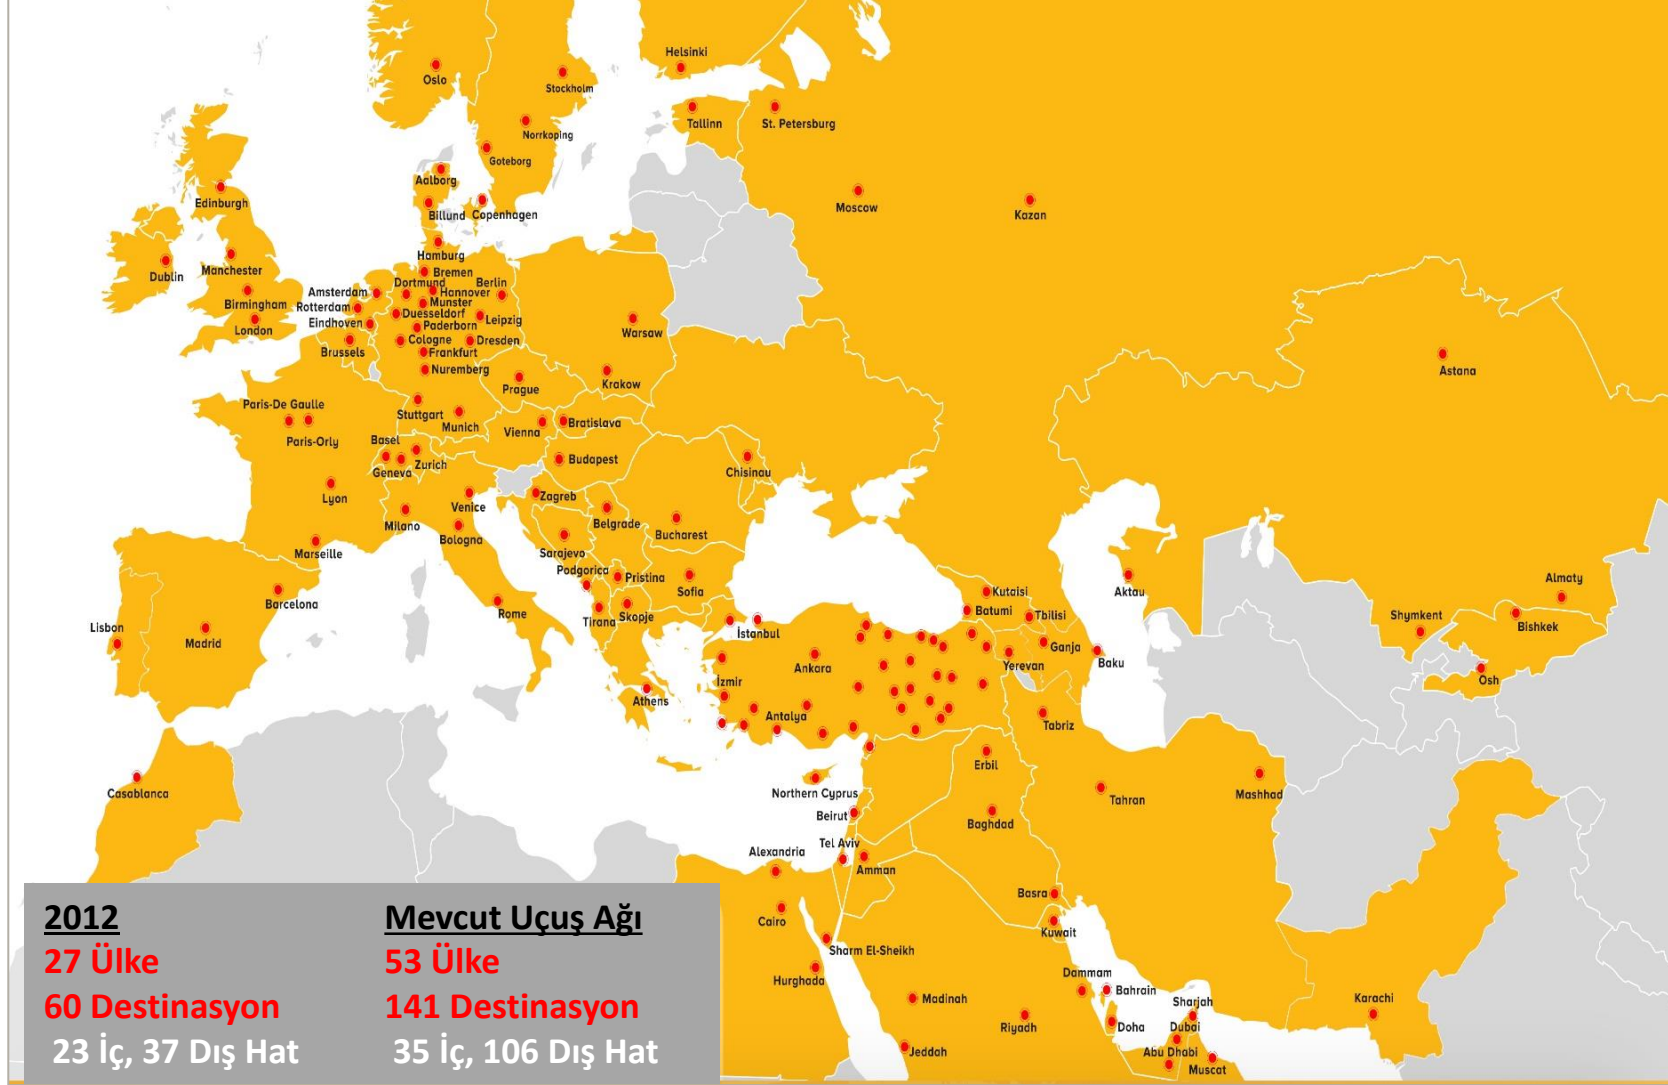 Helsinki
Oslo
Stockholm
Tallinn
St. Petersburg
Norrkoping
Goteborg
Aalborg
Edinburgh
Billund
Copenhagen
Moscow
Kazan
Hamburg
Dublin
Manchester
Bremen
Dortmund
Berlin
Amsterdam
Hannover
Birmingham
Rotterdam
Munster
Duesseldorf
Leipzig
London
Eindhoven
Paderborn
Warsaw
Brussels
Cologne
Dresden
Frankfurt
Nuremberg
Astana
Prague
Krakow
Paris-De Gaulle
Stuttgart
Munich
Vienna
Bratislava
Paris-Orly
Basel
Geneva
Zurich
Budapest
Chisinau
Lyon
Venice
Zagreb
Milano
Belgrade
Bucharest
Bologna
Marseille
Sarajevo
Podgorica
Pristina
Sofia
Kutaisi
Aktau
Almaty
Barcelona
Rome
Tirana
Skopje
Batumi
Tbilisi
Shymkent
Bishkek
Lisbon
Madrid
İstanbul
Ankara
Yerevan
Ganja
Baku
İzmir
Athens
Antalya
Osh
Tabriz
Erbil
Casablanca
Northern Cyprus
Tahran
Mashhad
Beirut
Baghdad
Tel Aviv
Alexandria
Amman
Basra
Cairo
Kuwait
Sharm El-Sheikh
Hurghada
Dammam
Bahrain
Madinah
Sharjah
Karachi
Riyadh
Doha
Dubai
Jeddah
Abu Dhabi
Muscat
2012
27 Ülke
60 Destinasyon
23 İç, 37 Dış Hat
Mevcut Uçuş Ağı
53 Ülke
141 Destinasyon
35 İç, 106 Dış Hat